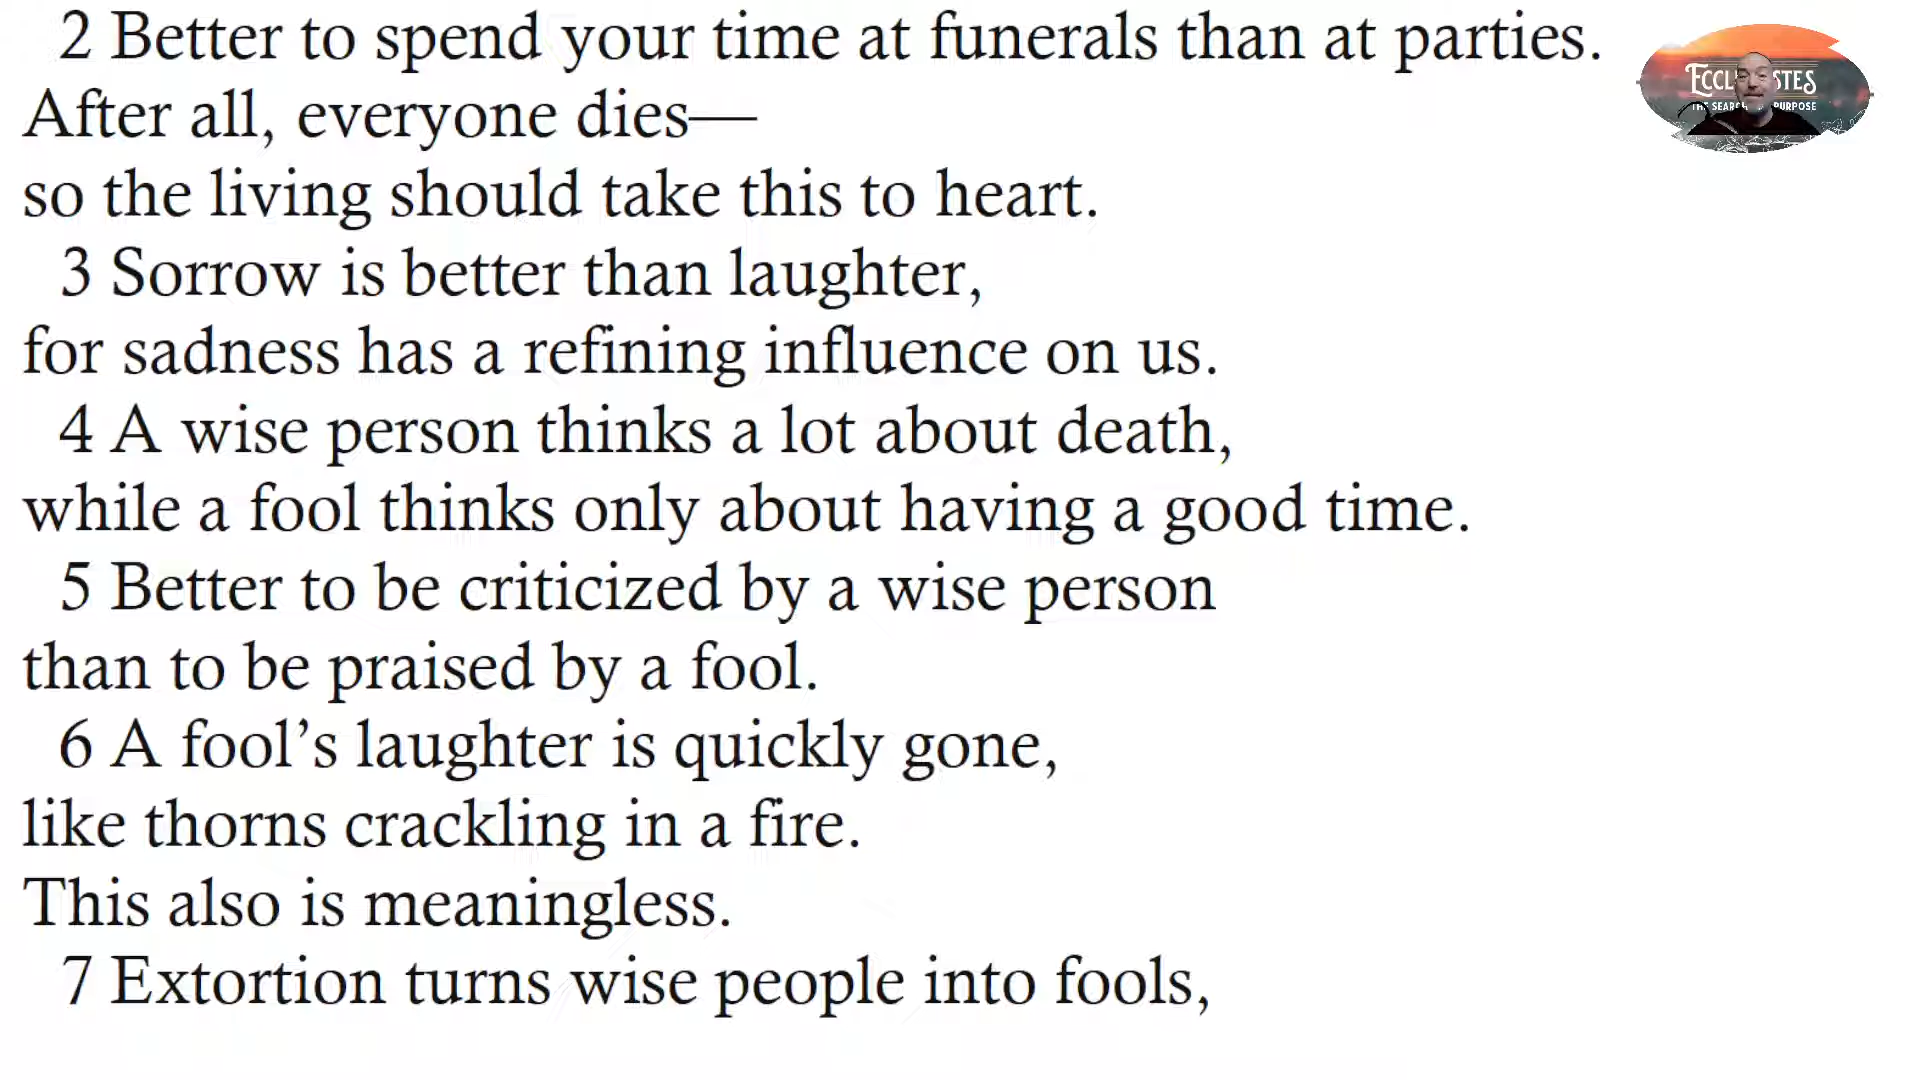 2 Better to spend your time at funerals than at parties.
After all, everyone dies—
so the living should take this to heart.
3 Sorrow is better than laughter,
for sadness has a refining influence on us.
4 A wise person thinks a lot about death,
while a fool thinks only about having a good time.
5 Better to be criticized by a wise person
than to be praised by a fool.
6 A fool’s laughter is quickly gone,
like thorns crackling in a fire.
This also is meaningless.
7 Extortion turns wise people into fools,
THE SEARCH PURPOSE